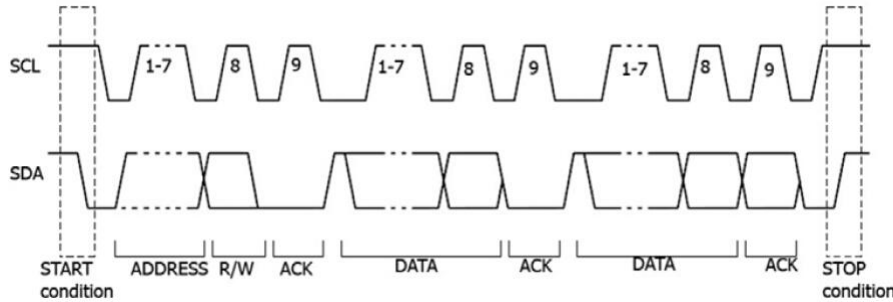 SCL
1-7 8 9 1-7 8 9 1-7 8 9
SDA
ADDRESS R/W ACK DATA ACK DATA ACK
START condition
STOP condition